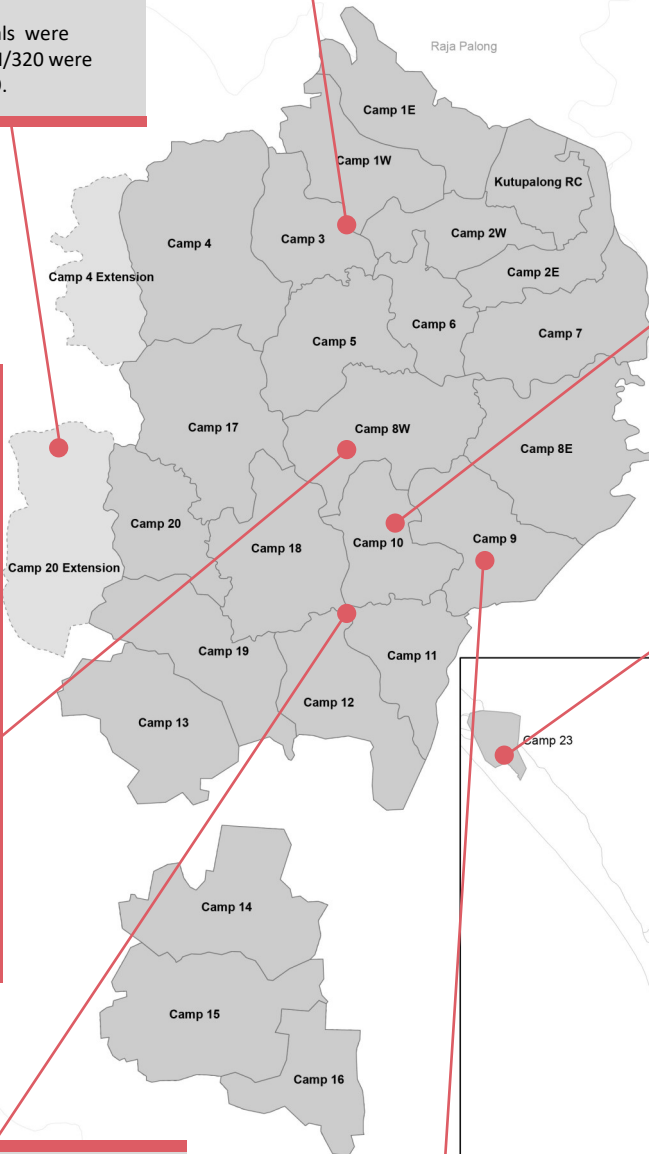 als were
I/320 were
).
Raja Palong
Camp 1E
Camp 1W
Kutupalong RC
Camp 2W
Camp 3
Camp 4
Camp 2E
Camp 4 Extension
Camp 6
Camp 7
Camp 5
Camp 17
Camp 8W
Camp 8E
Camp 20
Camp 9
Camp 10
Camp 18
Camp 20 Extension
Camp 19
Camp 11
Camp 12
Camp 13
Camp 23
Camp 14
Camp 15
Camp 16